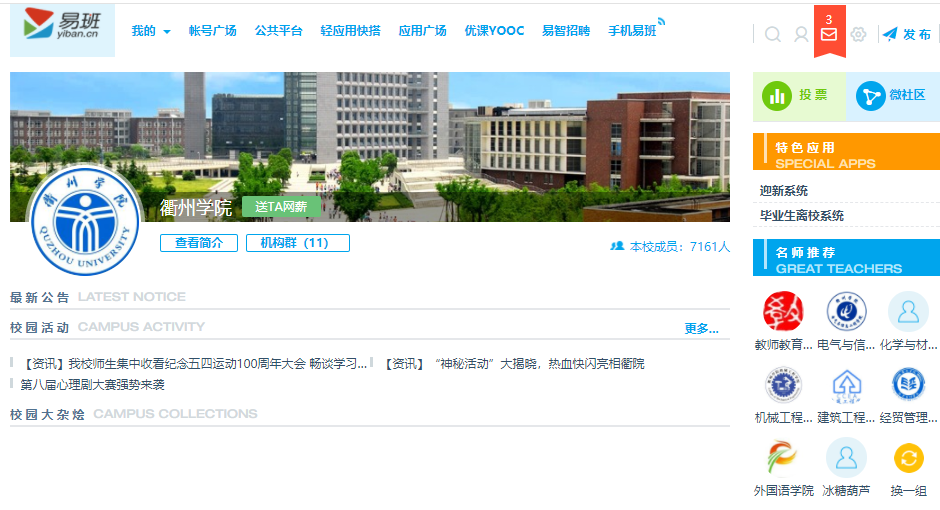 易班
yiban.cn
我的 帐号广场 公共平台 轻应用快搭 应用广场 优课YOOC 易智招聘 手机易班
3
发布
投票 微社区
特色应用
SPECIAL APPS
迎新系统
毕业生离校系统
衢州学院 送TA网薪
衢州学院
QUZHOU UNIVERSITY
查看简介 机构群（11）
本校成员：7161人
名师推荐
GREAT TEACHERS
最新公告 LATEST NOTICE
校园活动 CAMPUS ACTIVITY 更多...
【资讯】我校师生集中收看纪念五四运动100周年大会 畅谈学习... 【资讯】“神秘活动”大揭晓，热血快闪亮相衢院
第八届心理剧大赛强势来袭
校园大杂烩 CAMPUS COLLECTIONS
教师教育... 电气与信... 化学与材...
机械工程... 建筑工程... 经贸管理...
外国语学院 冰糖葫芦 换一组